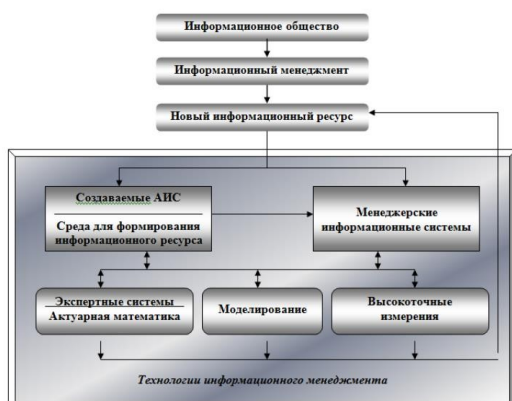 Информационное общество
Информационный менеджмент
Новый информационный ресурс
Создаваемые АИС
Среда для формирования
информационного ресурса
Менеджерские
информационные системы
Экспертные системы
Актуарная математика
Моделирование
Высокоточные
измерения
Технологии информационного менеджмента